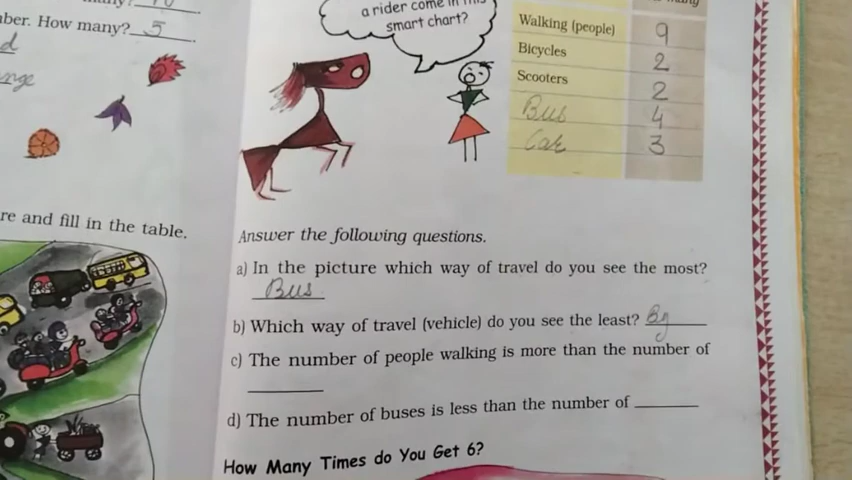 ber. How many? 5
d
nge
re and fill in the table.
a rider come in this
smart chart?
Walking (people) 9
Bicycles 2
Scooters 2
Bus 4
Car 3
Answer the following questions.
a) In the picture which way of travel do you see the most?
Bus
b) Which way of travel (vehicle) do you see the least? By
c) The number of people walking is more than the number of
d) The number of buses is less than the number of
How Many Times do You Get 6?